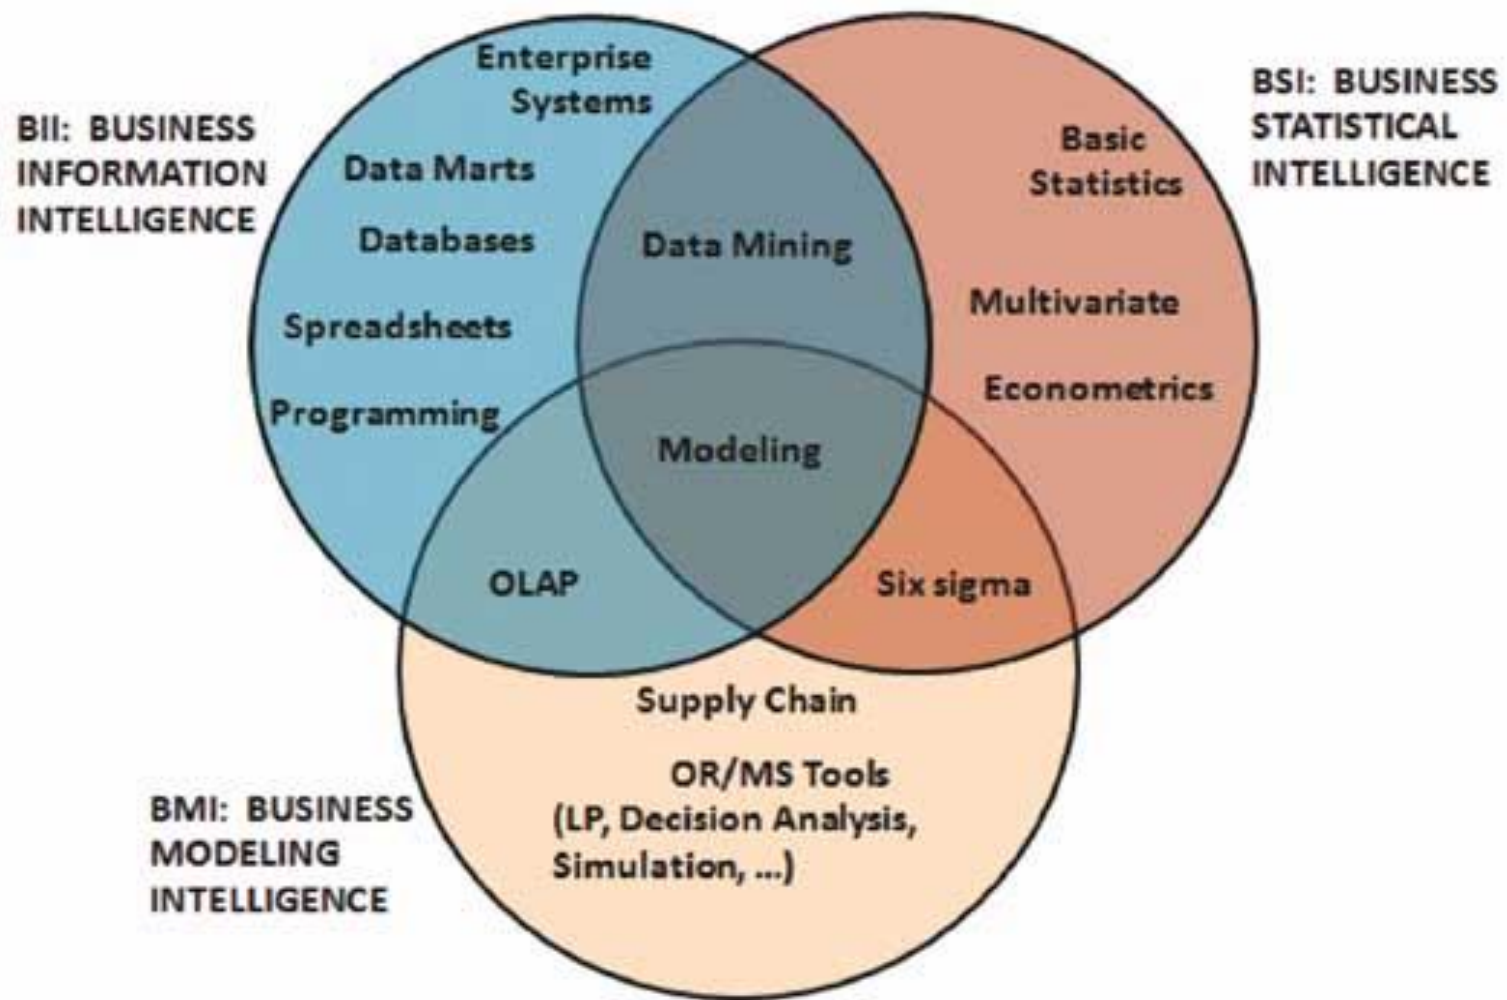 BII: BUSINESS
INFORMATION
INTELLIGENCE
Enterprise
Systems
Data Marts
Databases
Spreadsheets
Programming
Data Mining
BSI: BUSINESS
STATISTICAL
INTELLIGENCE
Basic
Statistics
Multivariate
Econometrics
Modeling
OLAP
Six sigma
BMI: BUSINESS
MODELING
INTELLIGENCE
Supply Chain
OR/MS Tools
(LP, Decision Analysis,
Simulation, ...)